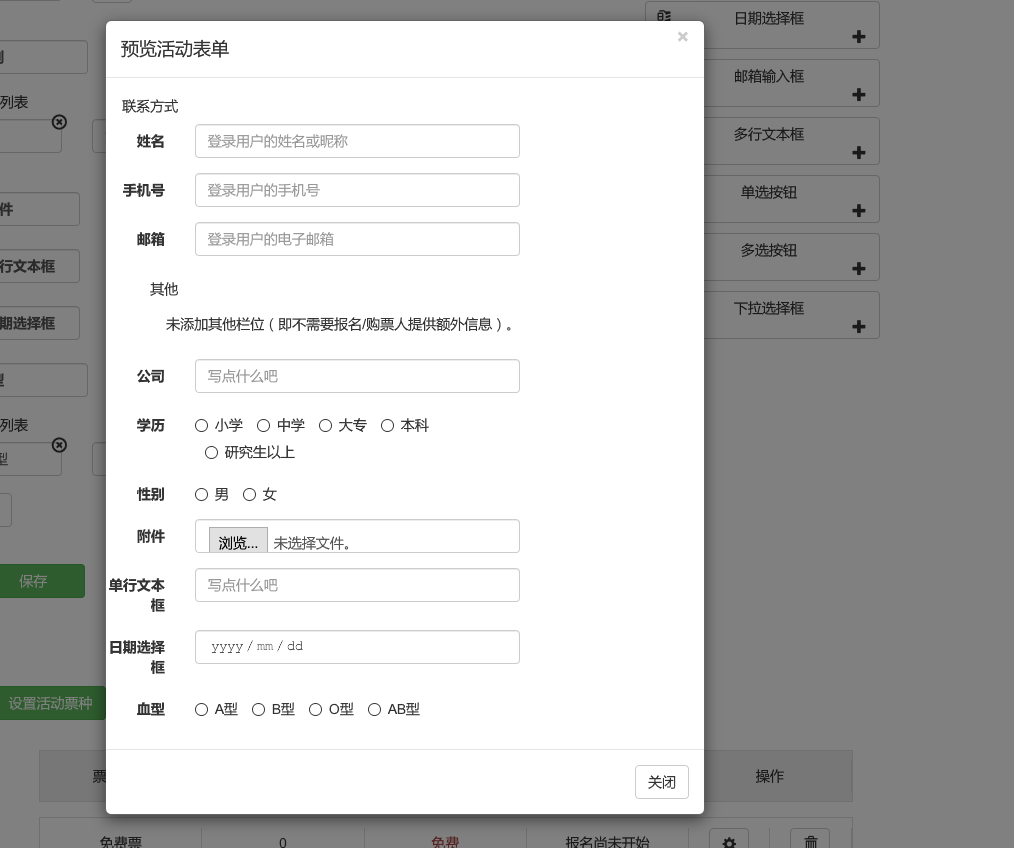 预览活动表单
×
联系方式
姓名 登录用户的姓名或昵称
手机号 登录用户的手机号
邮箱 登录用户的电子邮箱
其他
未添加其他栏位（即不需要报名/购票人提供额外信息）。
公司 写点什么吧
学历 小学 中学 大专 本科
研究生以上
性别 男 女
附件 浏览... 未选择文件。
单行文本
框
写点什么吧
日期选择
框
yyyy / mm / dd
血型 A型 B型 O型 AB型
关闭
列表
件
行文本框
期选择框
列表
型
保存
设置活动票种
日期选择框
邮箱输入框
多行文本框
单选按钮
多选按钮
下拉选择框
票
操作
免费票 0 免费 报名尚未开始